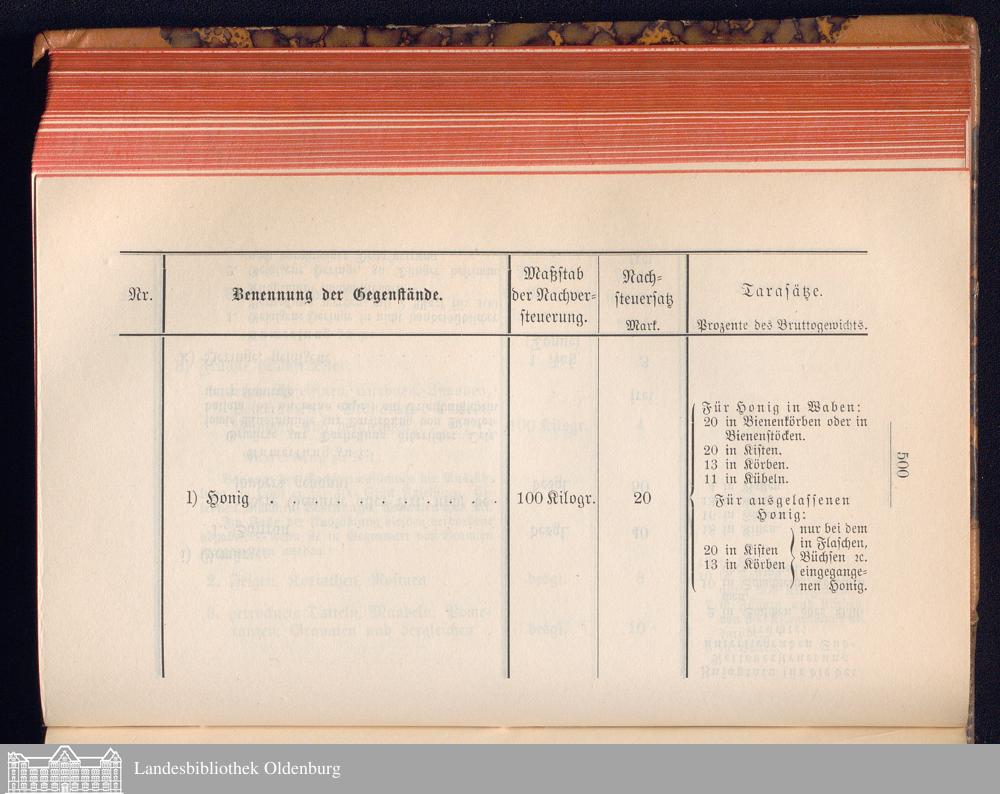 Nr.
Benennung der Gegenstände.
Maßstab
der Nachver-
steuerung.
Nach-
steuersatz
Mark.
Tarasätze.
Prozente des Bruttogewichts.
l) Honig . . . . . . . . . . .
100 Kilogr.
20
Für Honig in Waben:
20 in Bienenkörben oder in
Bienenstöcken.
20 in Kisten.
13 in Körben.
11 in Kübeln.
Für ausgelassenen
Honig:
20 in Kisten
13 in Körben
nur bei dem
in Flaschen,
Büchsen ꝛc.
eingegange-
nen Honig.
500
Landesbibliothek Oldenburg